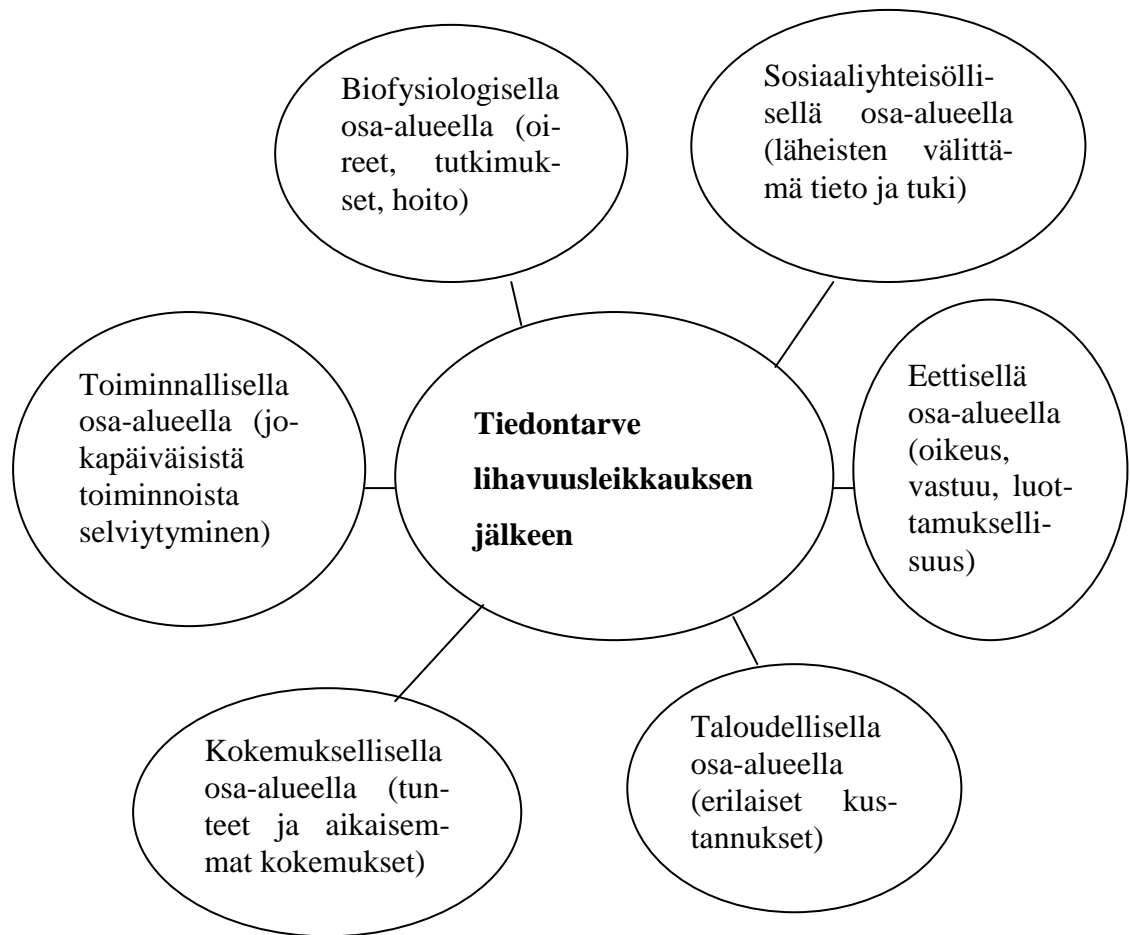 Biofysiologisella
osa-alueella (oi-
reet, tutkimuk-
set, hoito)
Sosiaaliyhteisölli-
sellä osa-alueella
(läheisten välittä-
mä tieto ja tuki)
Toiminnallisella
osa-alueella (jo-
kapäiväisistä
toiminnoista
selviytyminen)
Tiedontarve
lihavuusleikkauksen
jälkeen
Eettisellä
osa-alueella
(oikeus,
vastuu, luot-
tamukselli-
suus)
Kokemuksellisella
osa-alueella (tun-
teet ja aikaisem-
mat kokemukset)
Taloudellisella
osa-alueella
(erilaiset kus-
tannukset)